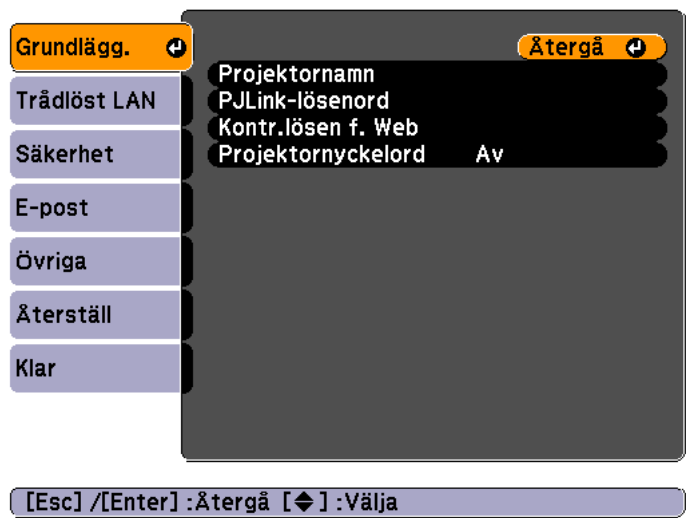 Grundlägg.
Trådlöst LAN
Säkerhet
E-post
Övriga
Återställ
Klar
Återgå
Projektornamn
PJLink-lösenord
Kontr.lösen f. Web
Projektornyckelord Av
[Esc] /[Enter] :Återgå [◆] :Välja